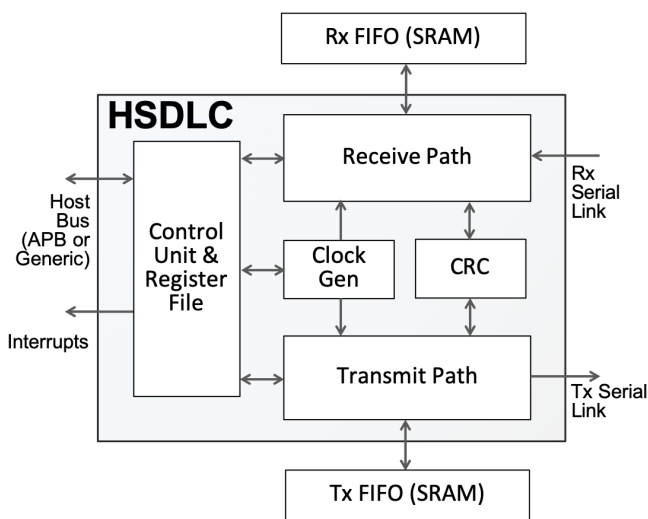 Rx FIFO (SRAM)
HSDLC
Receive Path
Rx
Serial
Link
Host
Bus
(APB or
Generic)
Control
Unit &
Register
File
Clock
Gen
CRC
Interrupts
Transmit Path
Tx Serial
Link
Tx FIFO (SRAM)